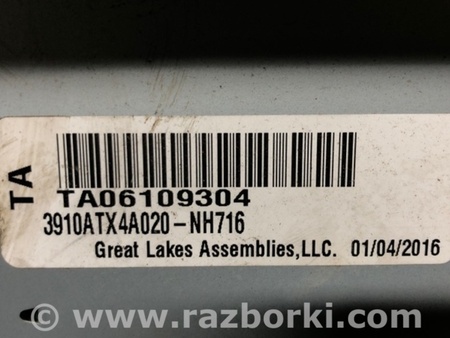 TA
TA06109304
3910ATX4A020-NH716
Great Lakes Assemblies,LLC. 01/04/2016
© www.razborki.com